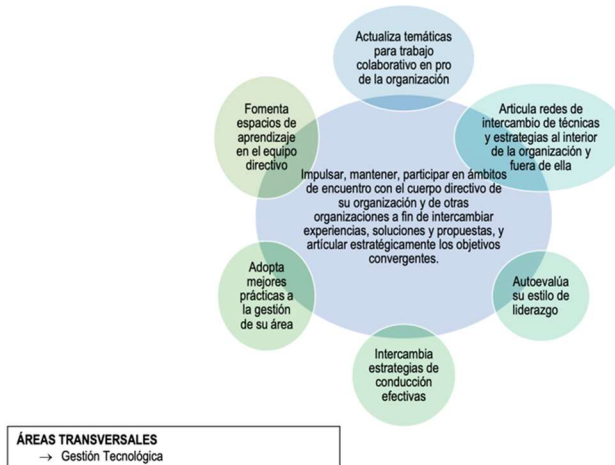 Actualiza temáticas
para trabajo
colaborativo en pro
de la organización
Fomenta
espacios de
aprendizaje
en el equipo
directivo
Articula redes de
intercambio de técnicas
y estrategias al interior
de la organización y
fuera de ella
Impulsar, mantener, participar en ámbitos
de encuentro con el cuerpo directivo de
su organización y de otras
organizaciones a fin de intercambiar
experiencias, soluciones y propuestas, y
artícular estratégicamente los objetivos
convergentes.
Adopta
mejores
prácticas a
la gestión
de su área
Autoevalúa
su estilo de
liderazgo
Intercambia
estrategias de
conducción
efectivas
ÁREAS TRANSVERSALES
→ Gestión Tecnológica